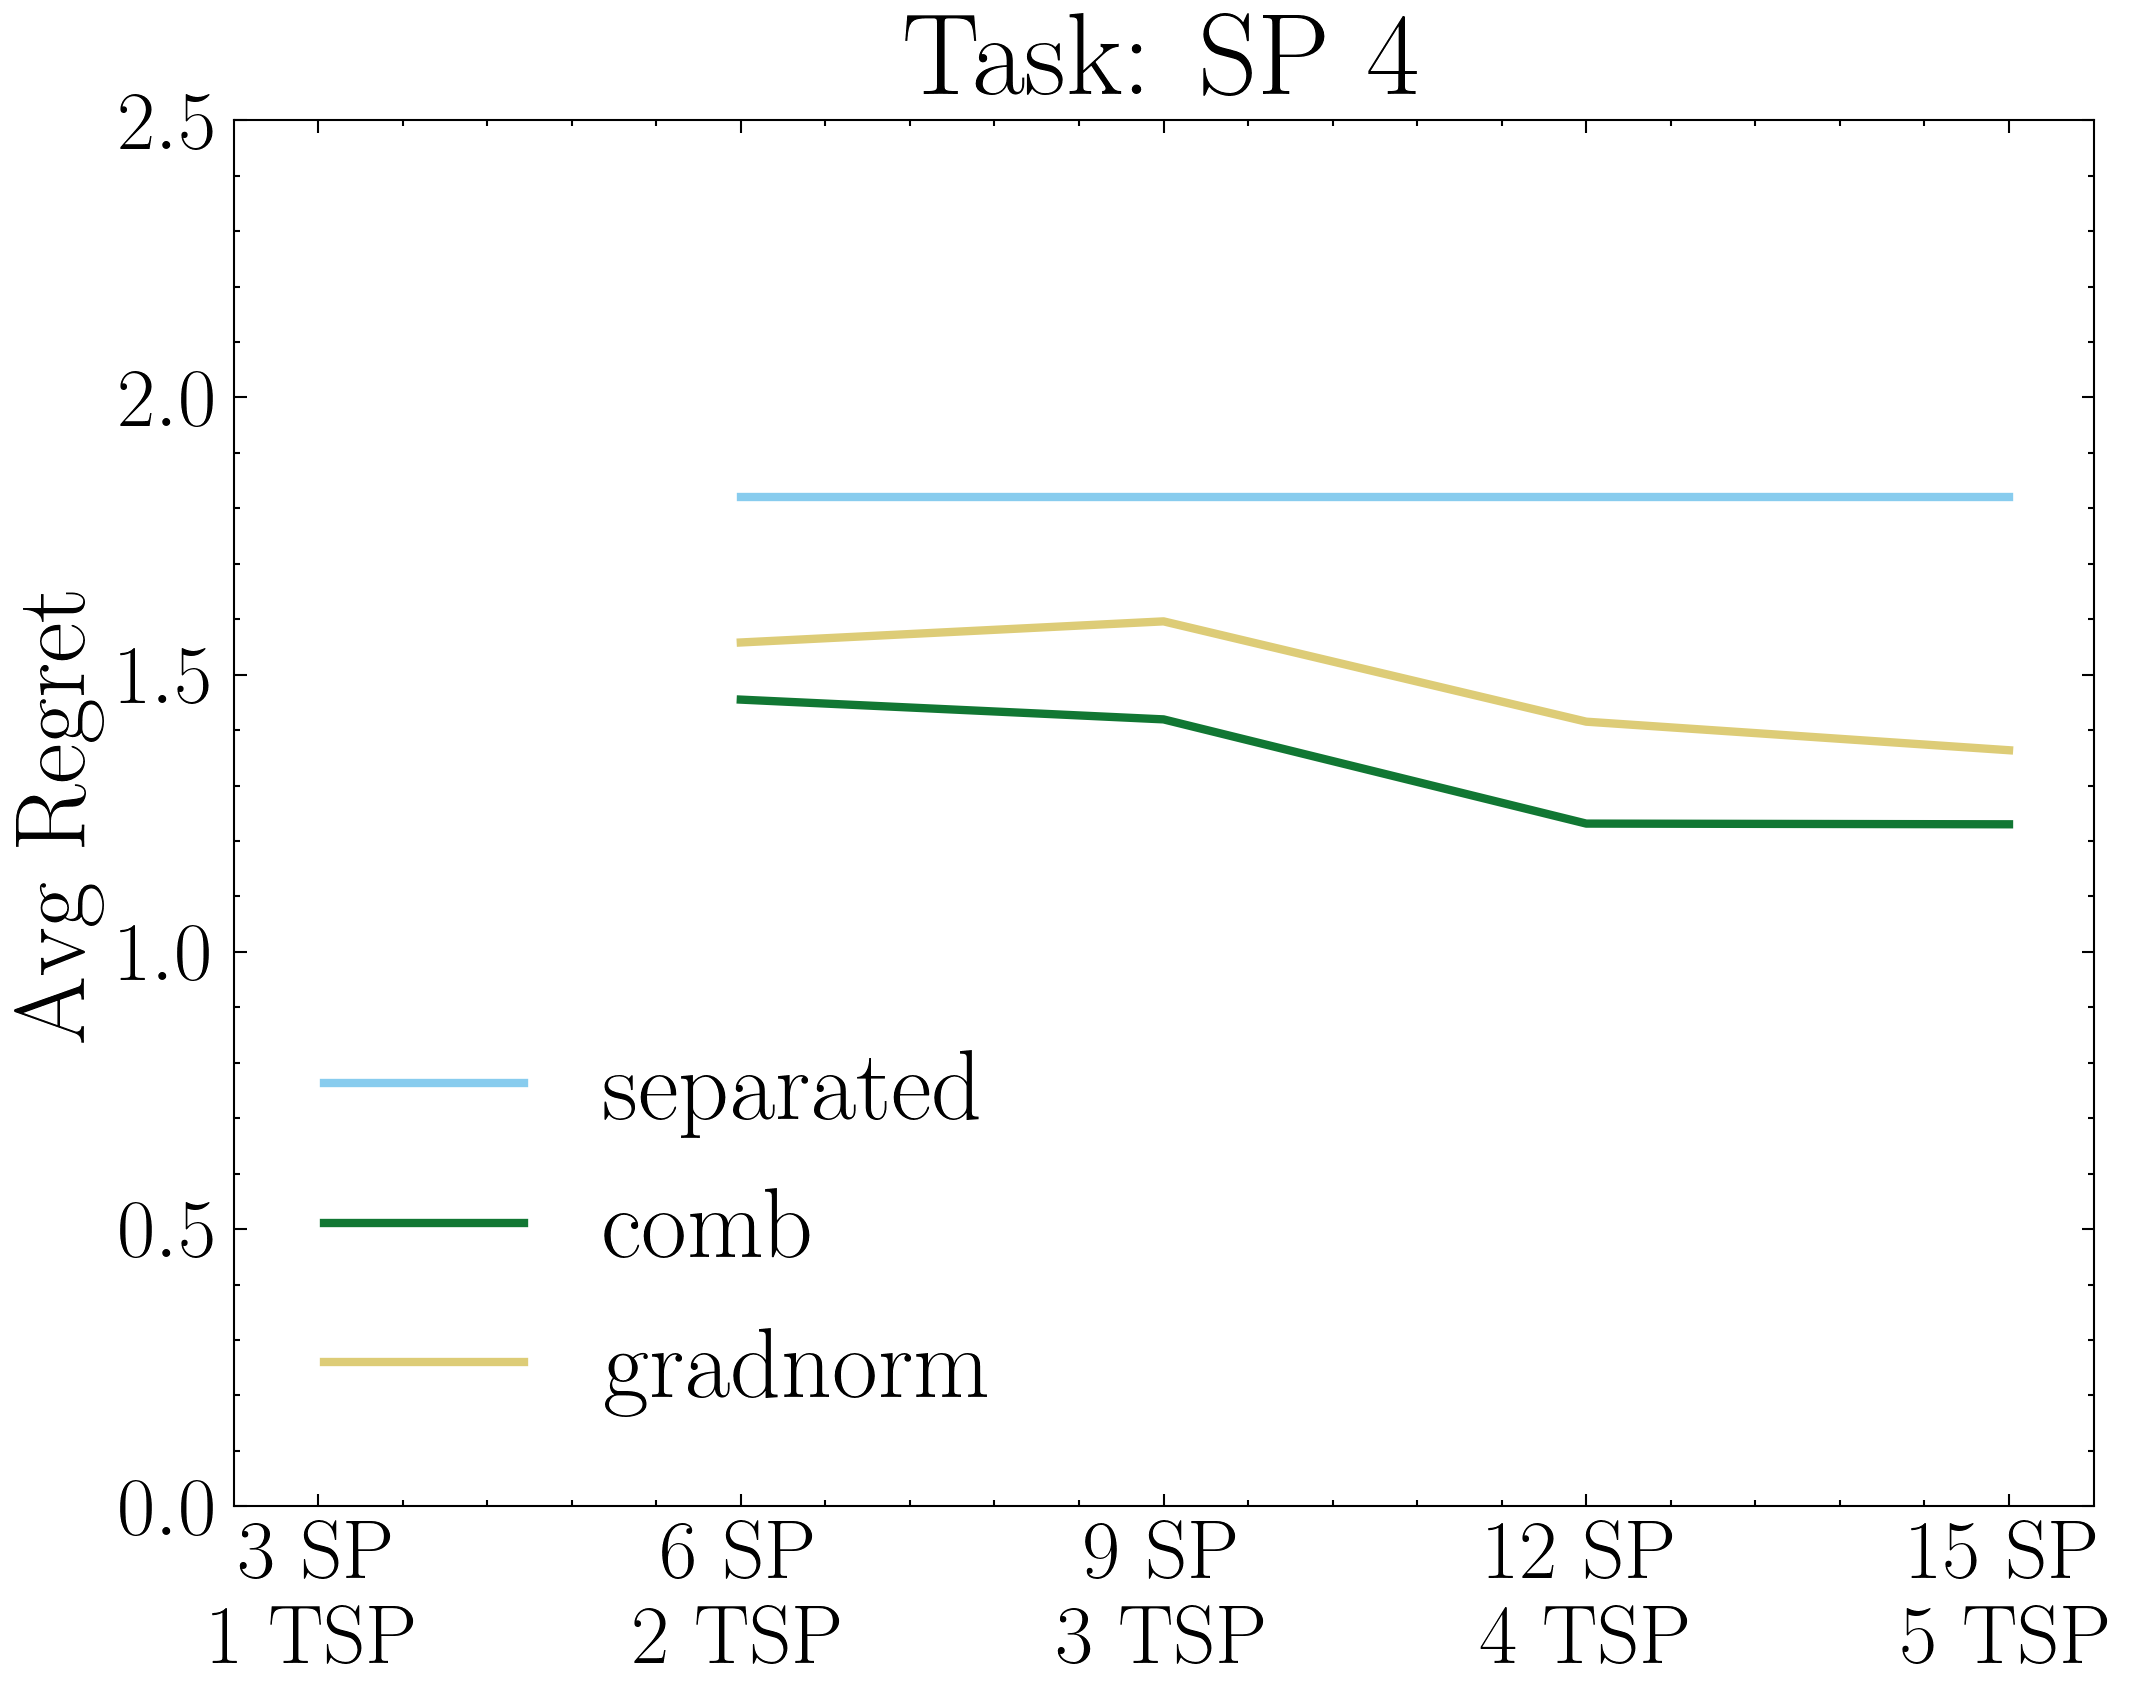 Task: SP 4
Avg Regret
2.5
2.0
1.5
1.0
0.5
0.0
separated
comb
gradnorm
3 SP 6 SP 9 SP 12 SP 15 SP
1 TSP 2 TSP 3 TSP 4 TSP 5 TSP